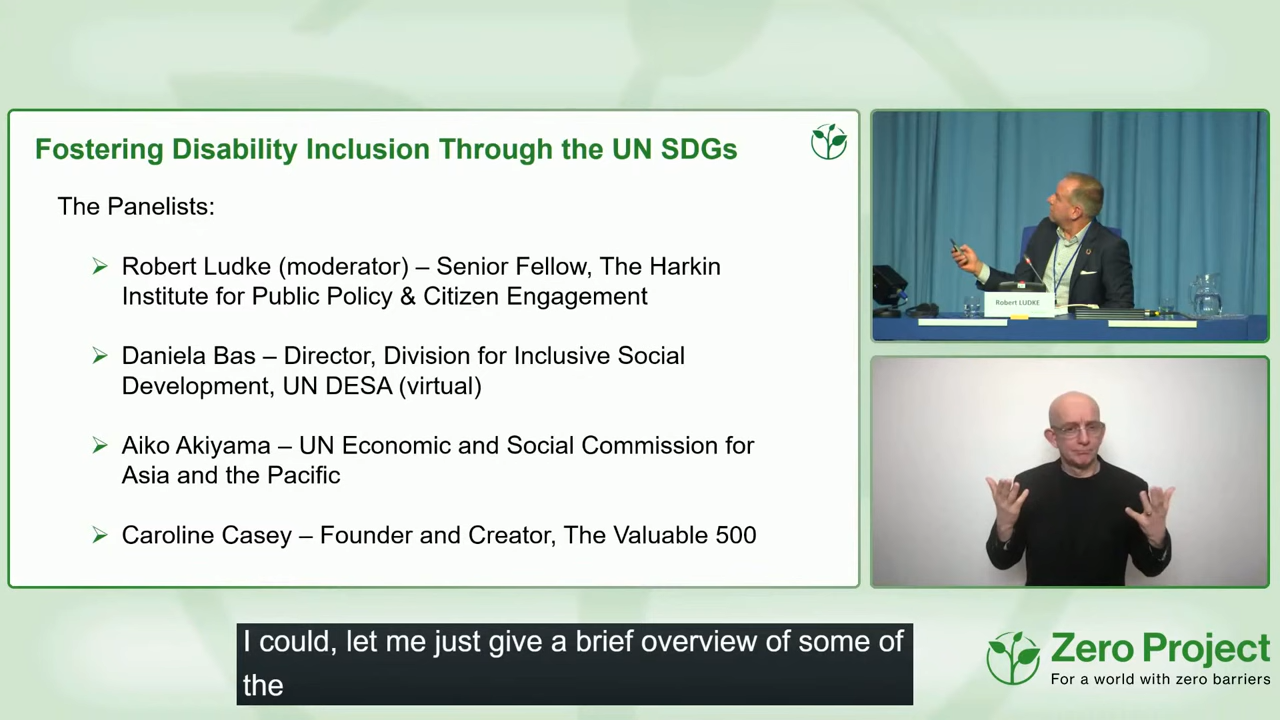 Fostering Disability Inclusion Through the UN SDGs
The Panelists:
Robert Ludke (moderator) – Senior Fellow, The Harkin
Institute for Public Policy & Citizen Engagement
Daniela Bas – Director, Division for Inclusive Social
Development, UN DESA (virtual)
Aiko Akiyama – UN Economic and Social Commission for
Asia and the Pacific
Caroline Casey – Founder and Creator, The Valuable 500
Robert LUDKE
I could, let me just give a brief overview of some of
the
Zero Project
For a world with zero barriers